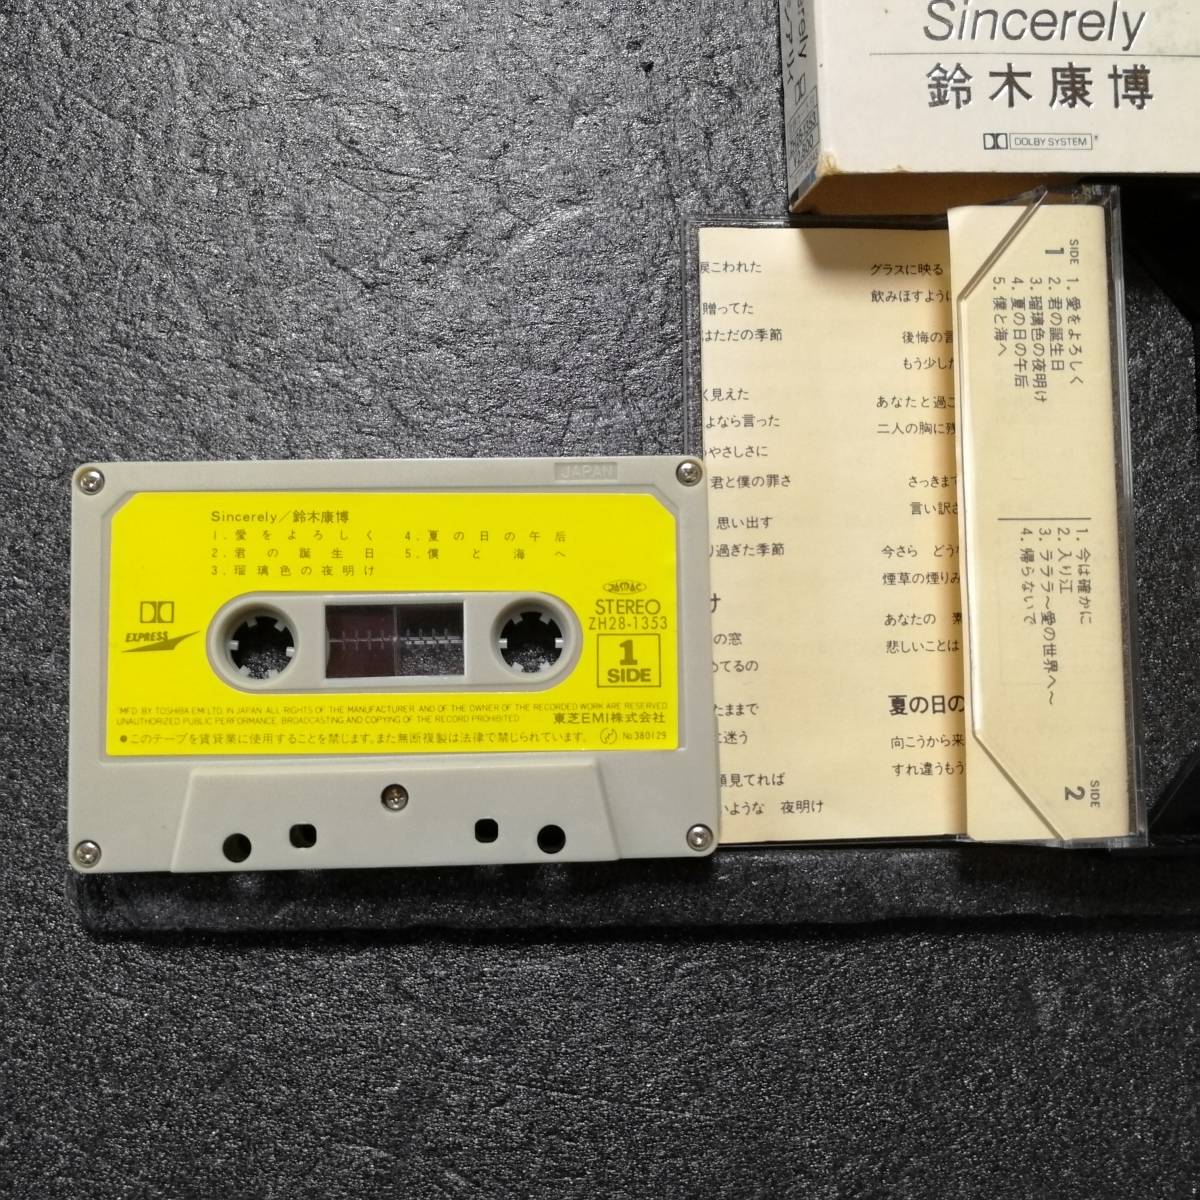 Sincerely
鈴木康博
DOLBY SYSTEM
JAPAN
Sincerely/鈴木康博
1.愛をよろしく
2.君の誕生日
3.瑠璃色の夜明け
4.夏の日の午后
5.僕と海へ
EXPRESS
STEREO
ZH28-1353
1
SIDE
*MFD BY TOSHIBA EMI LTD. IN JAPAN ALL RIGHTS OF THE MANUFACTURER AND OF THE OWNER OF THE RECORDED WORK ARE RESERVED
UNAUTHORIZED PUBLIC PERFORMANCE BROADCASTING AND COPYING OF THE RECORD PROHIBITED
東芝EMI株式会社
●このテープを賃貸業に使用することを禁じます。また無断複製は法律で禁じられています。
No380129
こわれた
贈ってた
はただの季節
く見えた
よなら言った
やさしさに
君と僕の罪さ
思い出す
り過ぎた季節
け
の窓
めてるの
たままで
に迷う
顔見てれば
いような 夜明け
グラスに映る
飲みほすように
後悔の言
もう少した
あなたと過ご
二人の胸に残
さっきまで
言い訳さ
今さら どうな
煙草の煙りみ
あなたの 素
悲しいことは
夏の日の
向こうから来
すれ違うもう
SIDE
1
1. 愛をよろしく
2. 君の誕生日
3. 瑠璃色の夜明け
4. 夏の日の午后
5. 僕と海へ
1. 今は確かに
2. 入り江
3. ラララ〜愛の世界へ〜
4. 帰らないで
SIDE
2